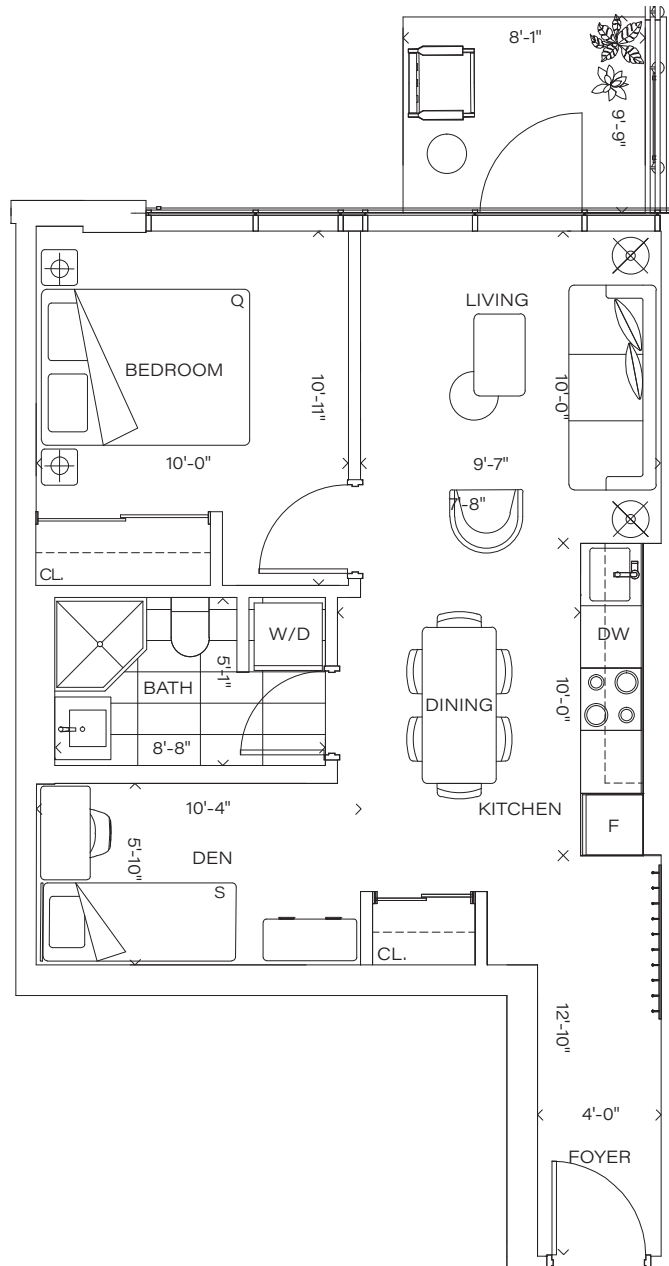 8'-1"
9'-9"
LIVING
Q
BEDROOM
10'-11"
10'-0"
10'-0"
9'-7"
7'-8"
CL.
W/D
DW
5'-1"
BATH
10'-0"
DINING
8'-8"
10'-4"
KITCHEN
F
5'-10"
DEN
S
CL.
12'-10"
4'-0"
FOYER